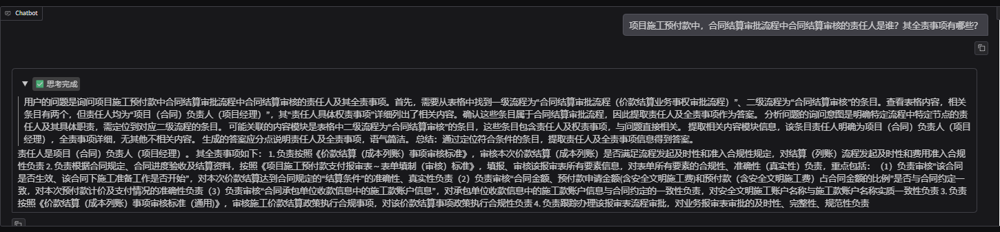 Chatbot
项目施工预付款中，合同结算审批流程中合同结算审核的责任人是谁？其全责事项有哪些？
思考完成
用户的问题是询问项目施工预付款中合同结算审批流程中合同结算审核的责任人及其全责事项。首先，需要从表格中找到一级流程为“合同结算审批流程（价款结算业务事权审批流程）”、二级流程为“合同结算审核”的条目。查看表格内容，相关
条目有两个，但责任人均为“项目（合同）负责人（项目经理）”，其“责任人具体权责事项”详细列出了相关内容。确认这些条目属于合同结算审批流程，因此提取责任人及全责事项作为答案。 分析问题的询问意图是明确特定流程中特定节点的责
任人及其具体职责，需定位到对应二级流程的条目。 可能关联的内容模块是表格中二级流程为“合同结算审核”的条目，这些条目包含责任人及权责事项，与问题直接相关。 提取相关内容模块信息，该条目责任人明确为项目（合同）负责人（项目
经理），全责事项详细，无其他不相关内容。 生成的答案应分点说明责任人及全责事项，语气简洁。 总结：通过定位符合条件的条目，提取责任人及全责事项信息得到答案。
责任人是项目（合同）负责人（项目经理）。 其全责事项如下： 1. 负责按照《价款结算（成本列账）事项审核标准》，审核本次价款结算（成本列账）是否满足流程发起及时性和准入合规性规定，对结算（列账）流程发起及时性和费用准入合规
性负责 2. 负责根据合同规定、合同进度验收及结算资料，按照《项目施工预付款支付报审表～表单填制（审核）标准》，填报、审核该报审表所有要素信息，对表单所有要素的合规性、准确性（真实性）负责，重点包括：（1）负责审核“该合同
是否生效、该合同下施工准备工作是否开始”，对本次价款结算达到合同规定的“结算条件”的准确性、真实性负责（2）负责审核“合同金额、预付款申请金额(含安全文明施工费)和预付款（含安全文明施工费）占合同金额的比例”是否与合同约定一
致，对本次预付款计价及支付情况的准确性负责（3）负责审核“合同承包单位收款信息中的施工款账户信息”，对承包单位收款信息中的施工款账户信息与合同约定的一致性负责，对安全文明施工账户名称与施工款账户名称实质一致性负责 3. 负责
按照《价款结算（成本列账）事项审核标准（通用)》，审核施工价款结算政策执行合规事项，对该价款结算事项政策执行合规性负责 4. 负责跟踪办理该报审表流程审批，对业务报审表审批的及时性、完整性、规范性负责